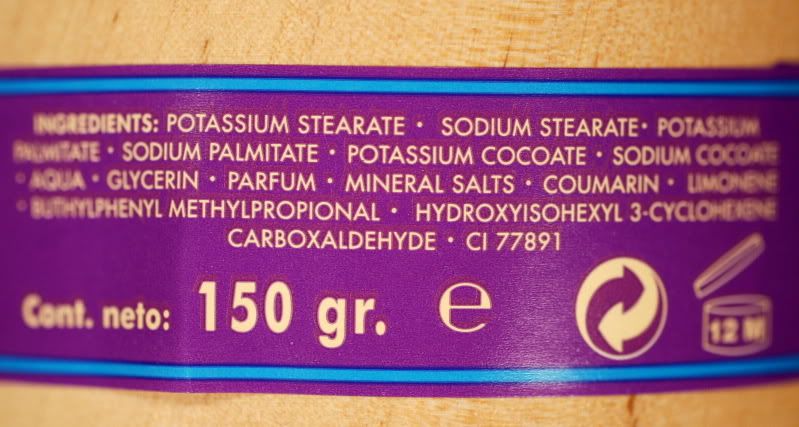 INGREDIENTS: POTASSIUM STEARATE · SODIUM STEARATE· POTASSIUM
PALMITATE · SODIUM PALMITATE · POTASSIUM COCOATE · SODIUM COCOATE
· AQUA · GLYCERIN · PARFUM · MINERAL SALTS · COUMARIN · LIMONENE
· BUTHYLPHENYL METHYLPROPIONAL · HYDROXYISOHEXYL 3-CYCLOHEXENE
CARBOXALDEHYDE · CI 77891
Cont. neto: 150 gr. e
12 M